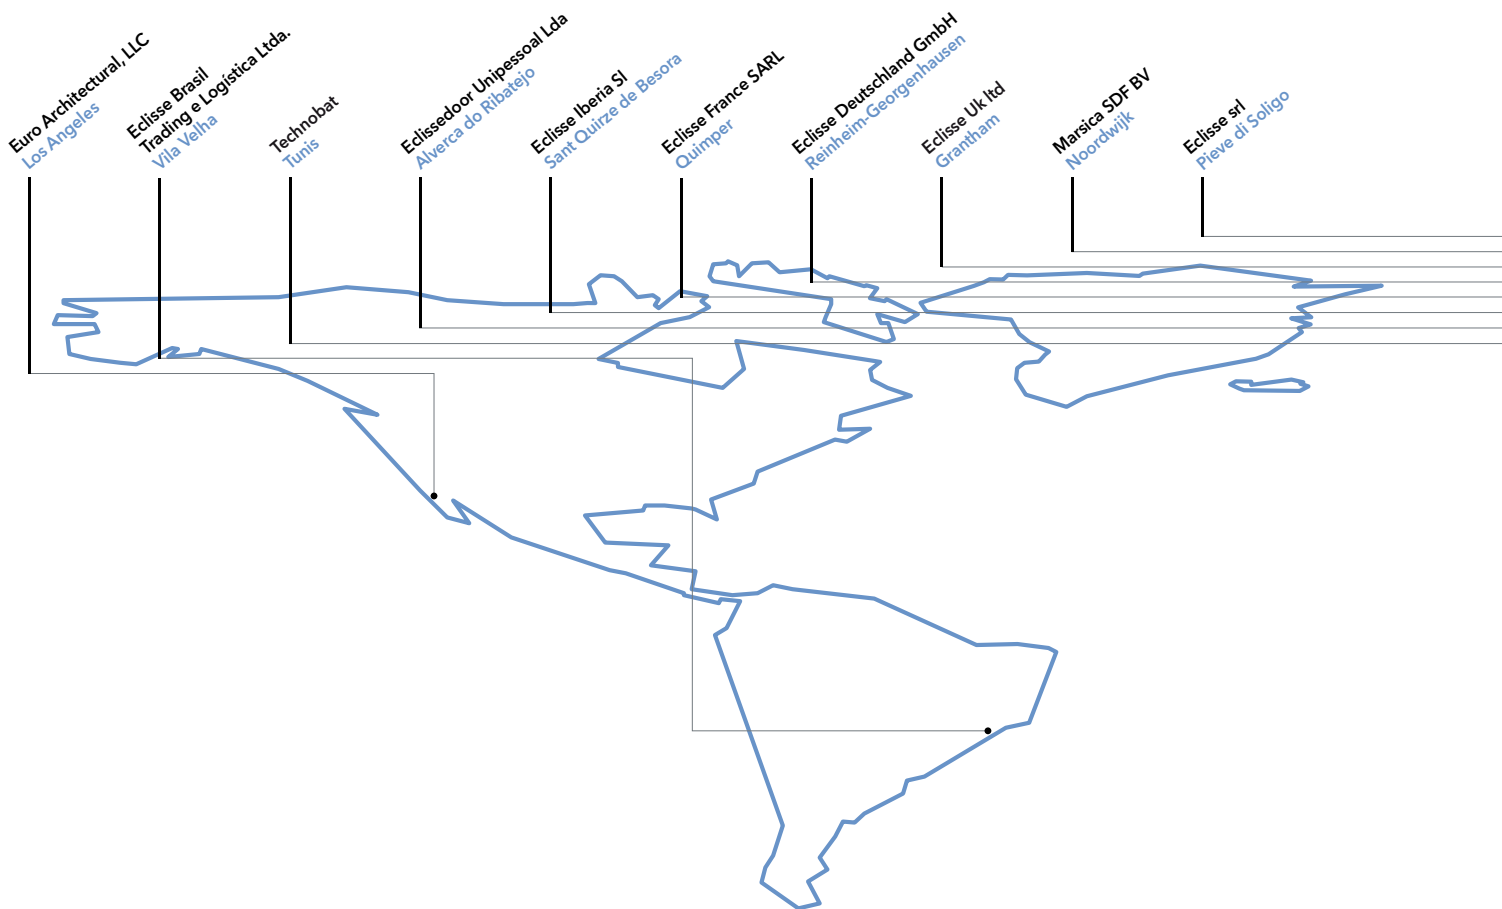 Euro Architectural, LLC
Los Angeles
Eclisse Brasil
Trading e Logística Ltda.
Vila Velha
Technobat
Tunis
Eclissedoor Unipessoal Lda
Alverca do Ribatejo
Eclisse Iberia Sl
Sant Quirze de Besora
Eclisse France SARL
Quimper
Eclisse Deutschland GmbH
Reinheim-Georgenhausen
Eclisse Uk ltd
Grantham
Marsica SDF BV
Noordwijk
Eclisse srl
Pieve di Soligo